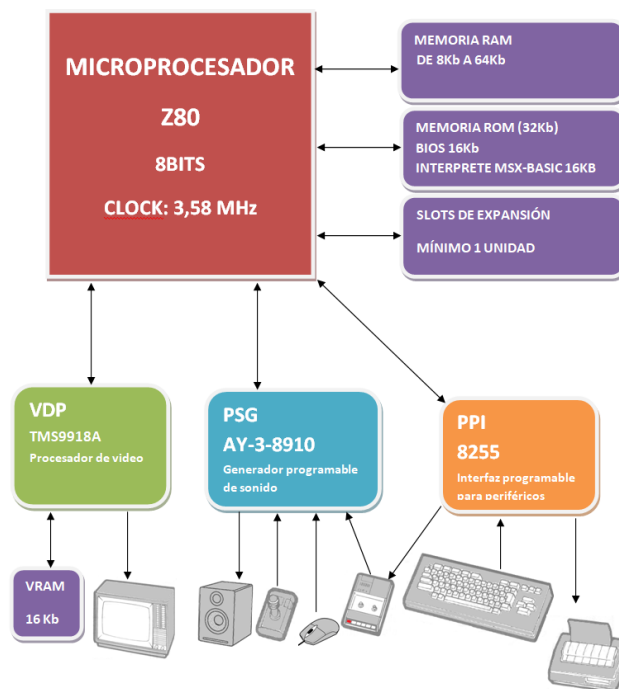 MICROPROCESADOR
Z80
8BITS
CLOCK: 3,58 MHz
MEMORIA RAM
DE 8Kb A 64Kb
MEMORIA ROM (32Kb)
BIOS 16Kb
INTERPRETE MSX-BASIC 16KB
SLOTS DE EXPANSIÓN
MÍNIMO 1 UNIDAD
VDP
TMS9918A
Procesador de video
PSG
AY-3-8910
Generador programable
de sonido
PPI
8255
Interfaz programable
para periféricos
VRAM
16 Kb